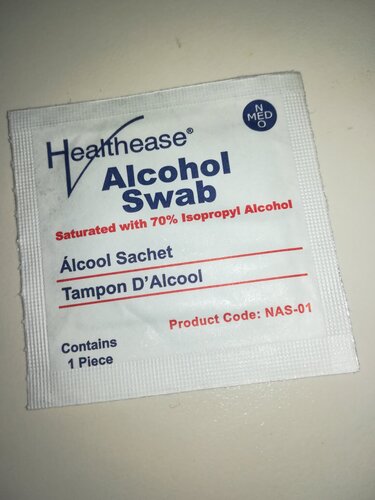 N
MED
O
Healthease®
Alcohol
Swab
Saturated with 70% Isopropyl Alcohol
Álcool Sachet
Tampon D'Alcool
Product Code: NAS-01
Contains
1 Piece